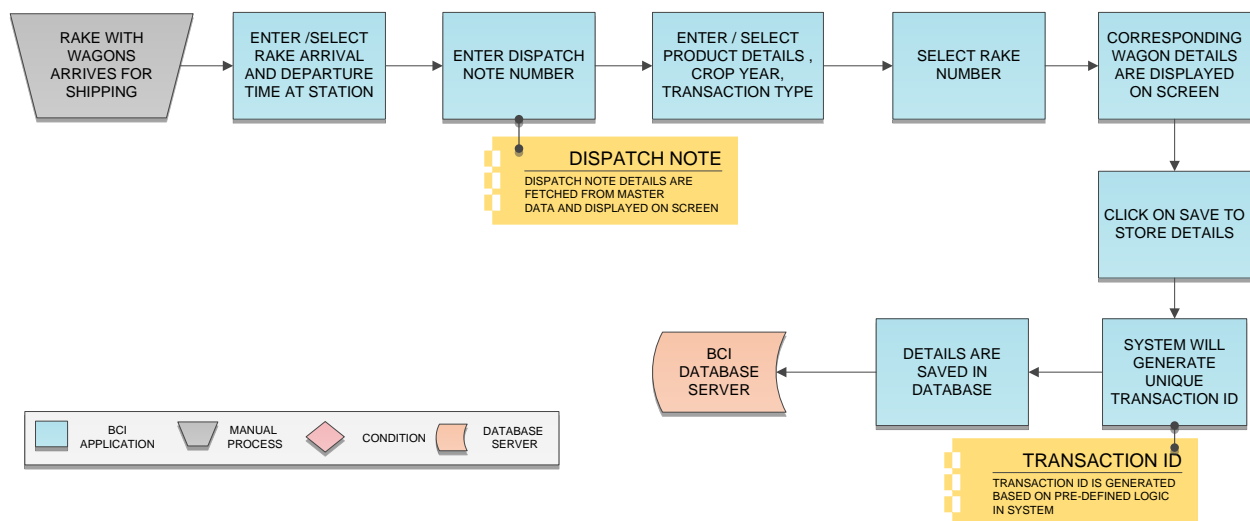 RAKE WITH
WAGONS
ARRIVES FOR
SHIPPING
ENTER /SELECT
RAKE ARRIVAL
AND DEPARTURE
TIME AT STATION
ENTER DISPATCH
NOTE NUMBER
ENTER / SELECT
PRODUCT DETAILS ,
CROP YEAR,
TRANSACTION TYPE
SELECT RAKE
NUMBER
CORRESPONDING
WAGON DETAILS
ARE DISPLAYED
ON SCREEN
DISPATCH NOTE
DISPATCH NOTE DETAILS ARE
FETCHED FROM MASTER
DATA AND DISPLAYED ON SCREEN
CLICK ON SAVE TO
STORE DETAILS
SYSTEM WILL
GENERATE
UNIQUE
TRANSACTION ID
DETAILS ARE
SAVED IN
DATABASE
BCI
DATABASE
SERVER
TRANSACTION ID
TRANSACTION ID IS GENERATED
BASED ON PRE-DEFINED LOGIC
IN SYSTEM
BCI
APPLICATION
MANUAL
PROCESS
CONDITION
DATABASE
SERVER